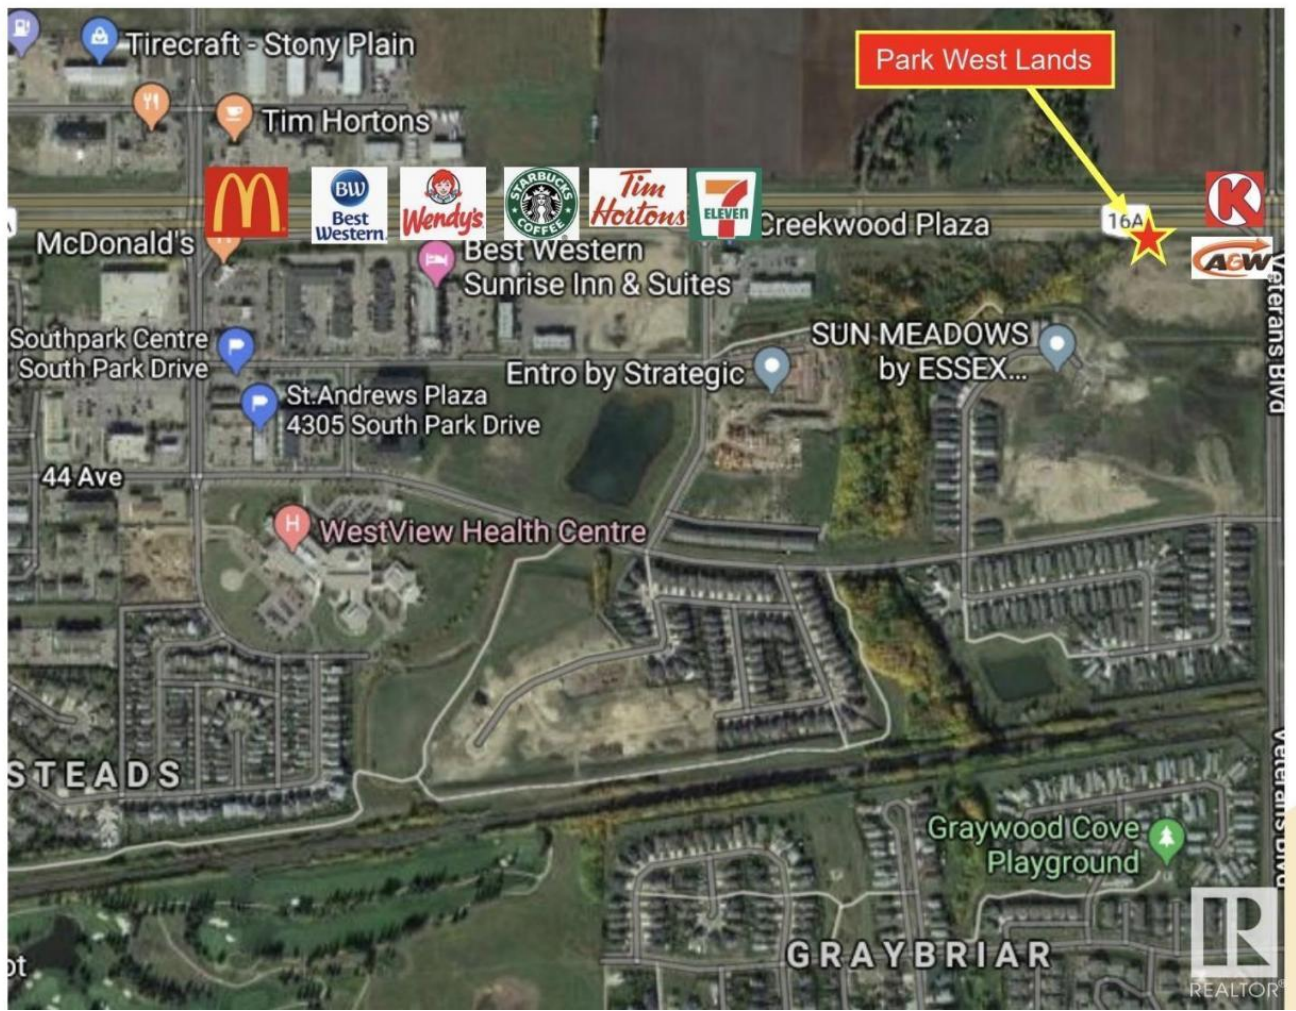 Tirecraft - Stony Plain
Park West Lands
Tim Hortons
BW
Best
Western
Wendy's
STARBUCKS
COFFEE
Tim
Hortons
7
ELEVEN
K
Creekwood Plaza
16A
A&W
McDonald's
Best Western
Sunrise Inn & Suites
Veterans Blvd
Southpark Centre
South Park Drive
SUN MEADOWS
by ESSEX...
Entro by Strategic
St.Andrews Plaza
4305 South Park Drive
44 Ave
H
WestView Health Centre
STEADS
Veterans Blvd
Graywood Cove
Playground
GRAYBRIAR
ot
R
REALTOR®